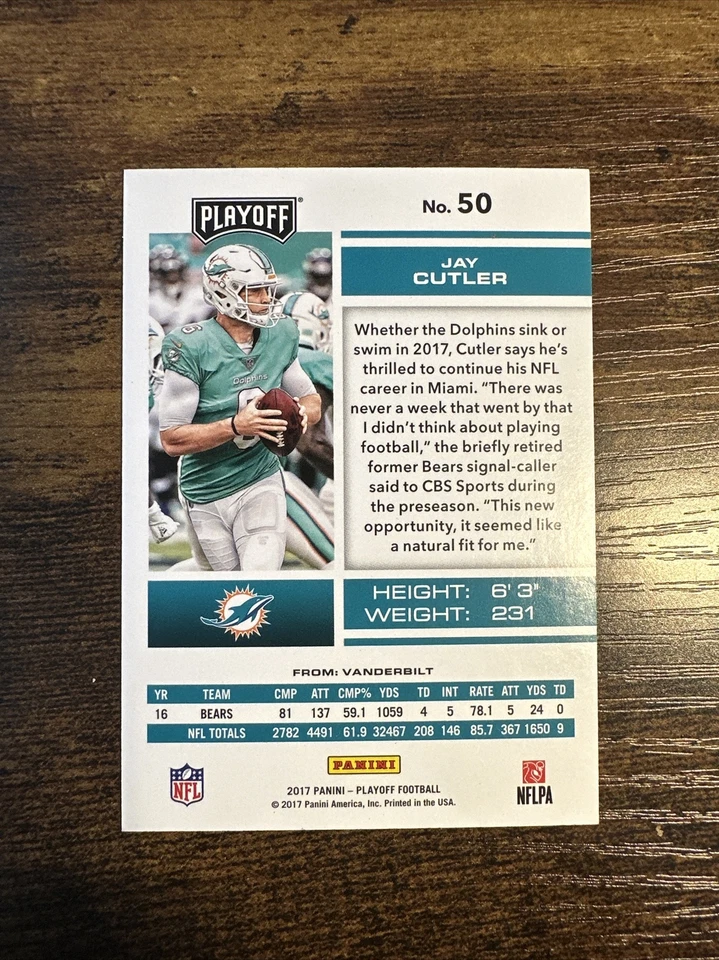 PLAYOFF
No. 50
JAY
CUTLER
Dolphins
6
Whether the Dolphins sink or
swim in 2017, Cutler says he's
thrilled to continue his NFL
career in Miami. "There was
never a week that went by that
I didn't think about playing
football," the briefly retired
former Bears signal-caller
said to CBS Sports during
the preseason. "This new
opportunity, it seemed like
a natural fit for me."
HEIGHT: 6' 3"
WEIGHT: 231
FROM: VANDERBILT
YR TEAM CMP ATT CMP% YDS TD INT RATE ATT YDS TD
16 BEARS 81 137 59.1 1059 4 5 78.1 5 24 0
NFL TOTALS 2782 4491 61.9 32467 208 146 85.7 367 1650 9
PANINI
NFL
2017 PANINI – PLAYOFF FOOTBALL
© 2017 Panini America, Inc. Printed in the USA.
NFLPA